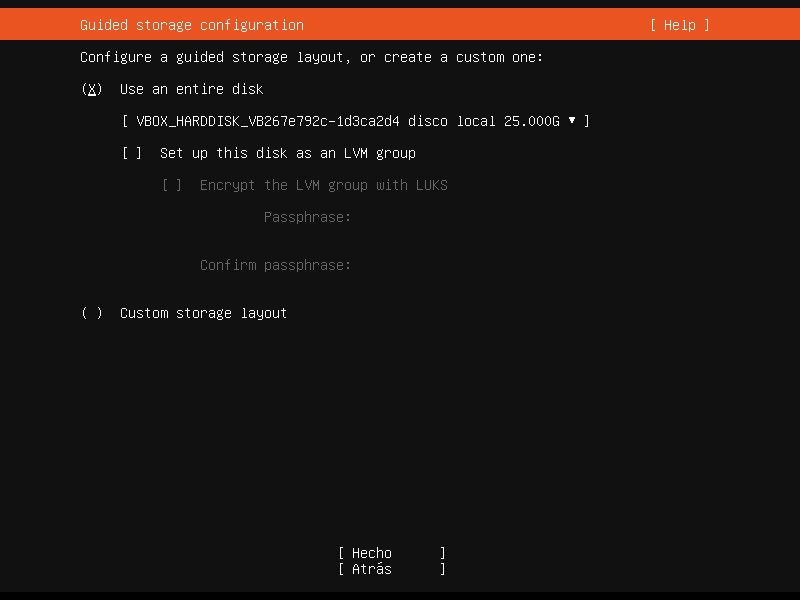 Guided storage configuration [ Help ]
Configure a guided storage layout, or create a custom one:
(X) Use an entire disk
[ VBOX_HARDDISK_VB267e792c-1d3ca2d4 disco local 25.000G ▾ ]
[ ] Set up this disk as an LVM group
[ ] Encrypt the LVM group with LUKS
Passphrase:
Confirm passphrase:
( ) Custom storage layout
[ Hecho ]
[ Atrás ]